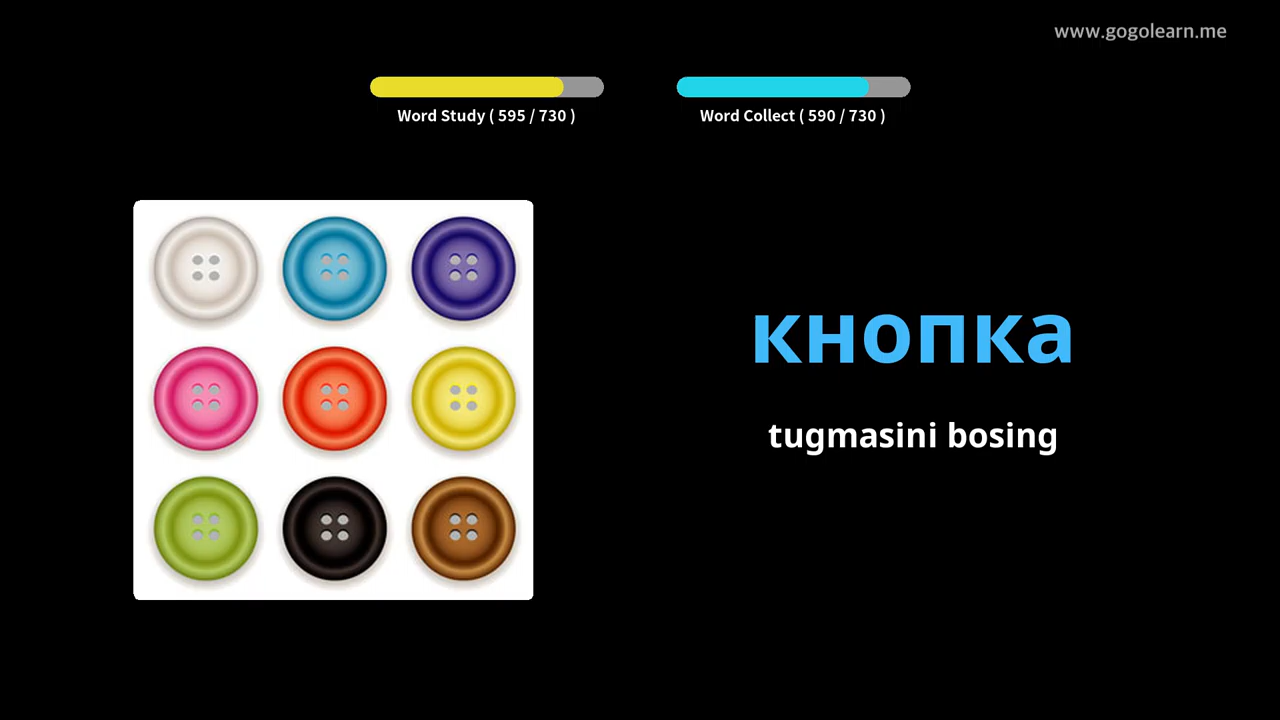 www.gogolearn.me
Word Study ( 595 / 730 )
Word Collect ( 590 / 730 )
кнопка
tugmasini bosing